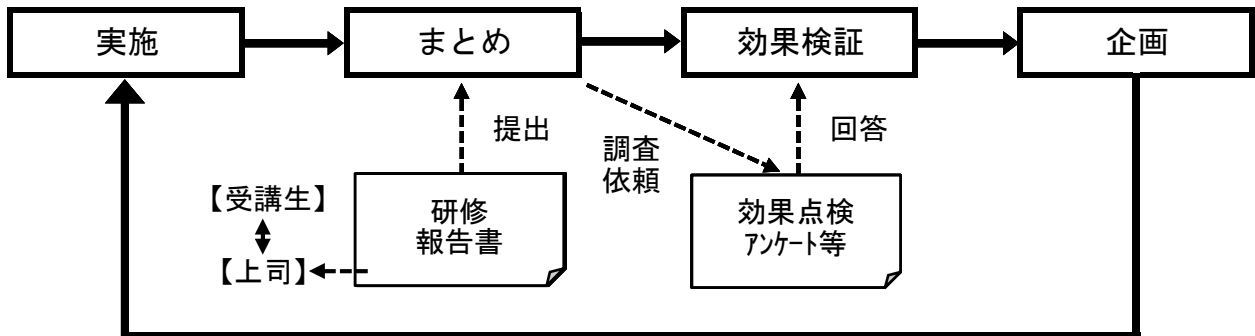 実施
まとめ
効果検証
企画
提出
調査
依頼
回答
【受講生】
【上司】
研修
報告書
効果点検
ｱﾝｹｰﾄ等